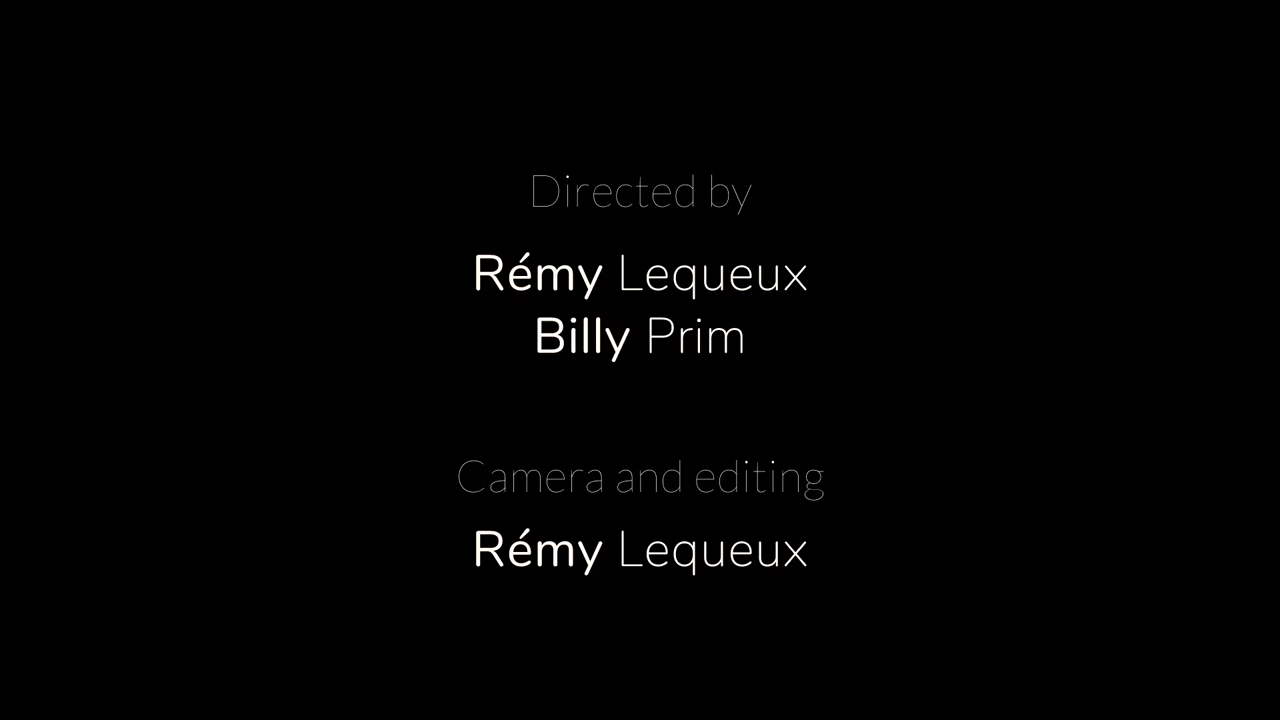 Directed by
Rémy Lequeux
Billy Prim
Camera and editing
Rémy Lequeux